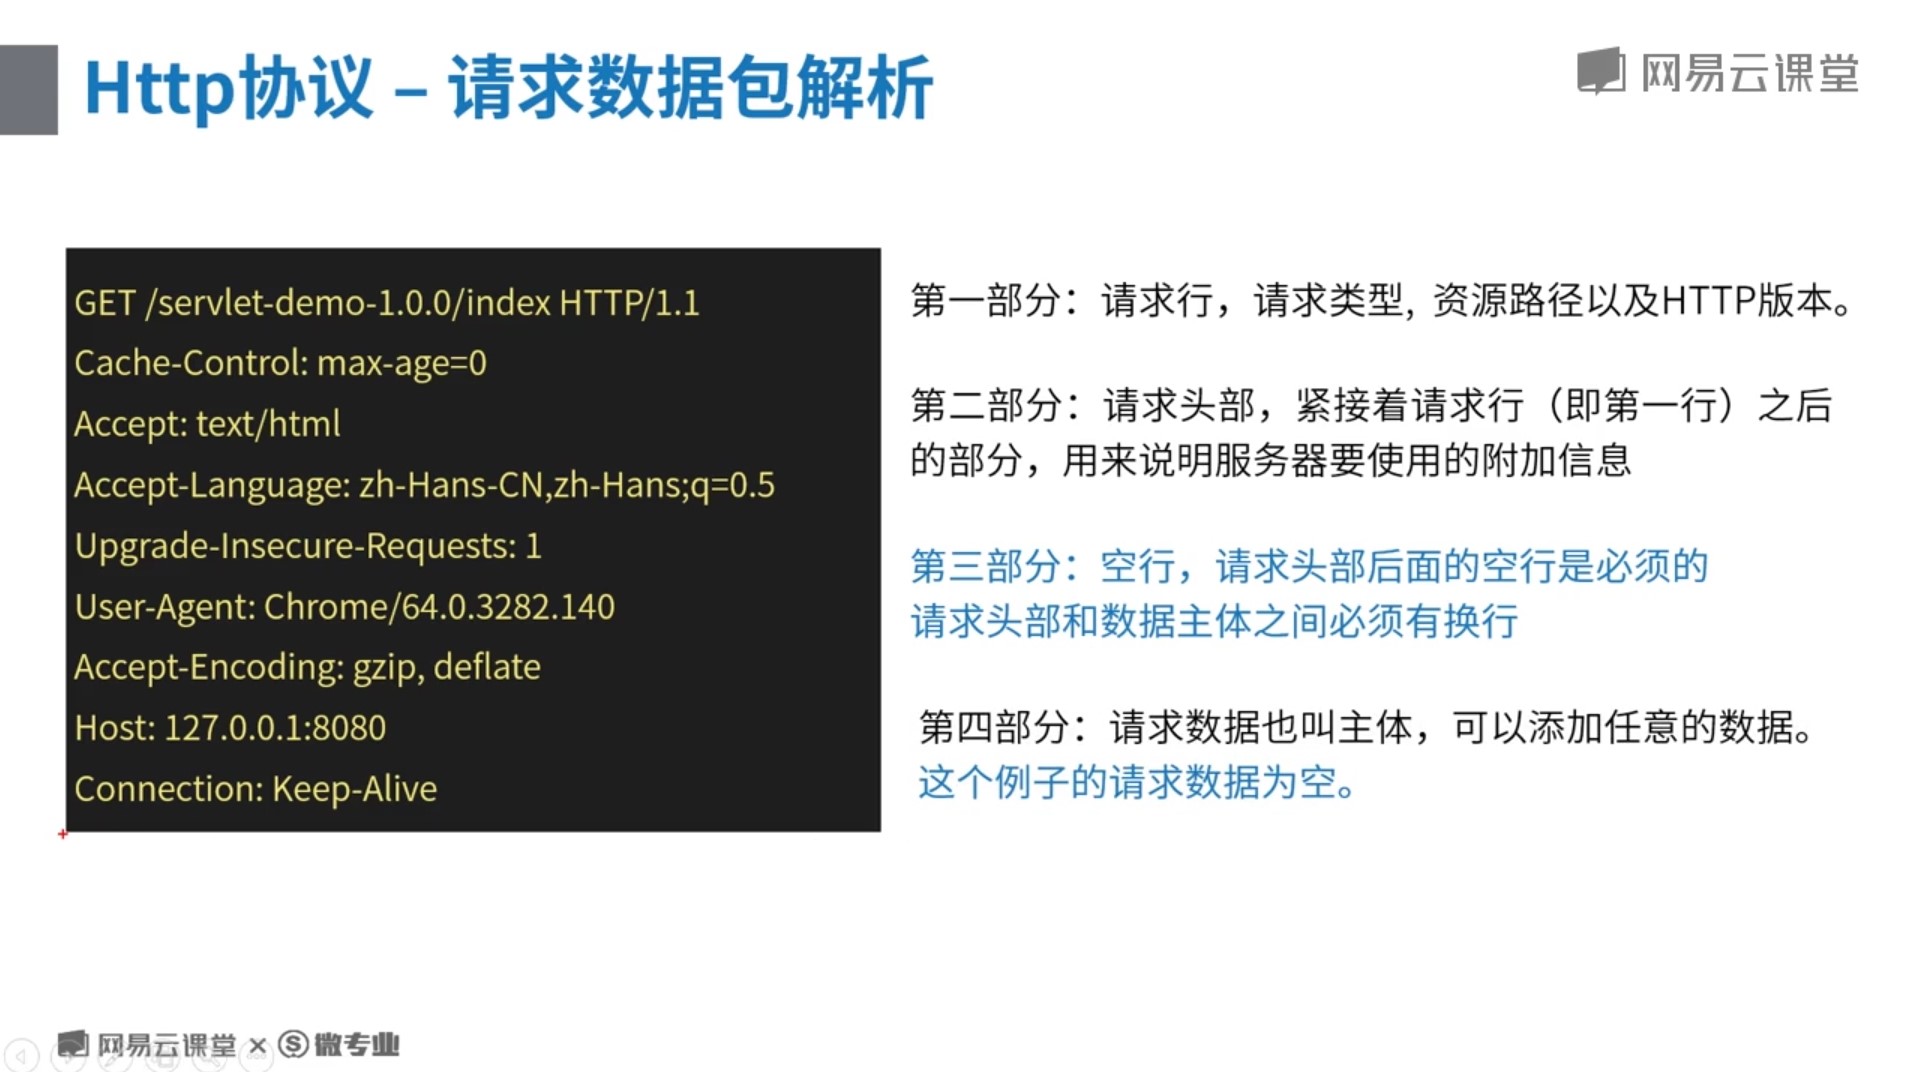 Http协议 – 请求数据包解析
网易云课堂
GET /servlet-demo-1.0.0/index HTTP/1.1
Cache-Control: max-age=0
Accept: text/html
Accept-Language: zh-Hans-CN,zh-Hans;q=0.5
Upgrade-Insecure-Requests: 1
User-Agent: Chrome/64.0.3282.140
Accept-Encoding: gzip, deflate
Host: 127.0.0.1:8080
Connection: Keep-Alive
第一部分：请求行，请求类型, 资源路径以及HTTP版本。
第二部分：请求头部，紧接着请求行（即第一行）之后
的部分，用来说明服务器要使用的附加信息
第三部分：空行，请求头部后面的空行是必须的
请求头部和数据主体之间必须有换行
第四部分：请求数据也叫主体，可以添加任意的数据。
这个例子的请求数据为空。
网易云课堂 × 微专业